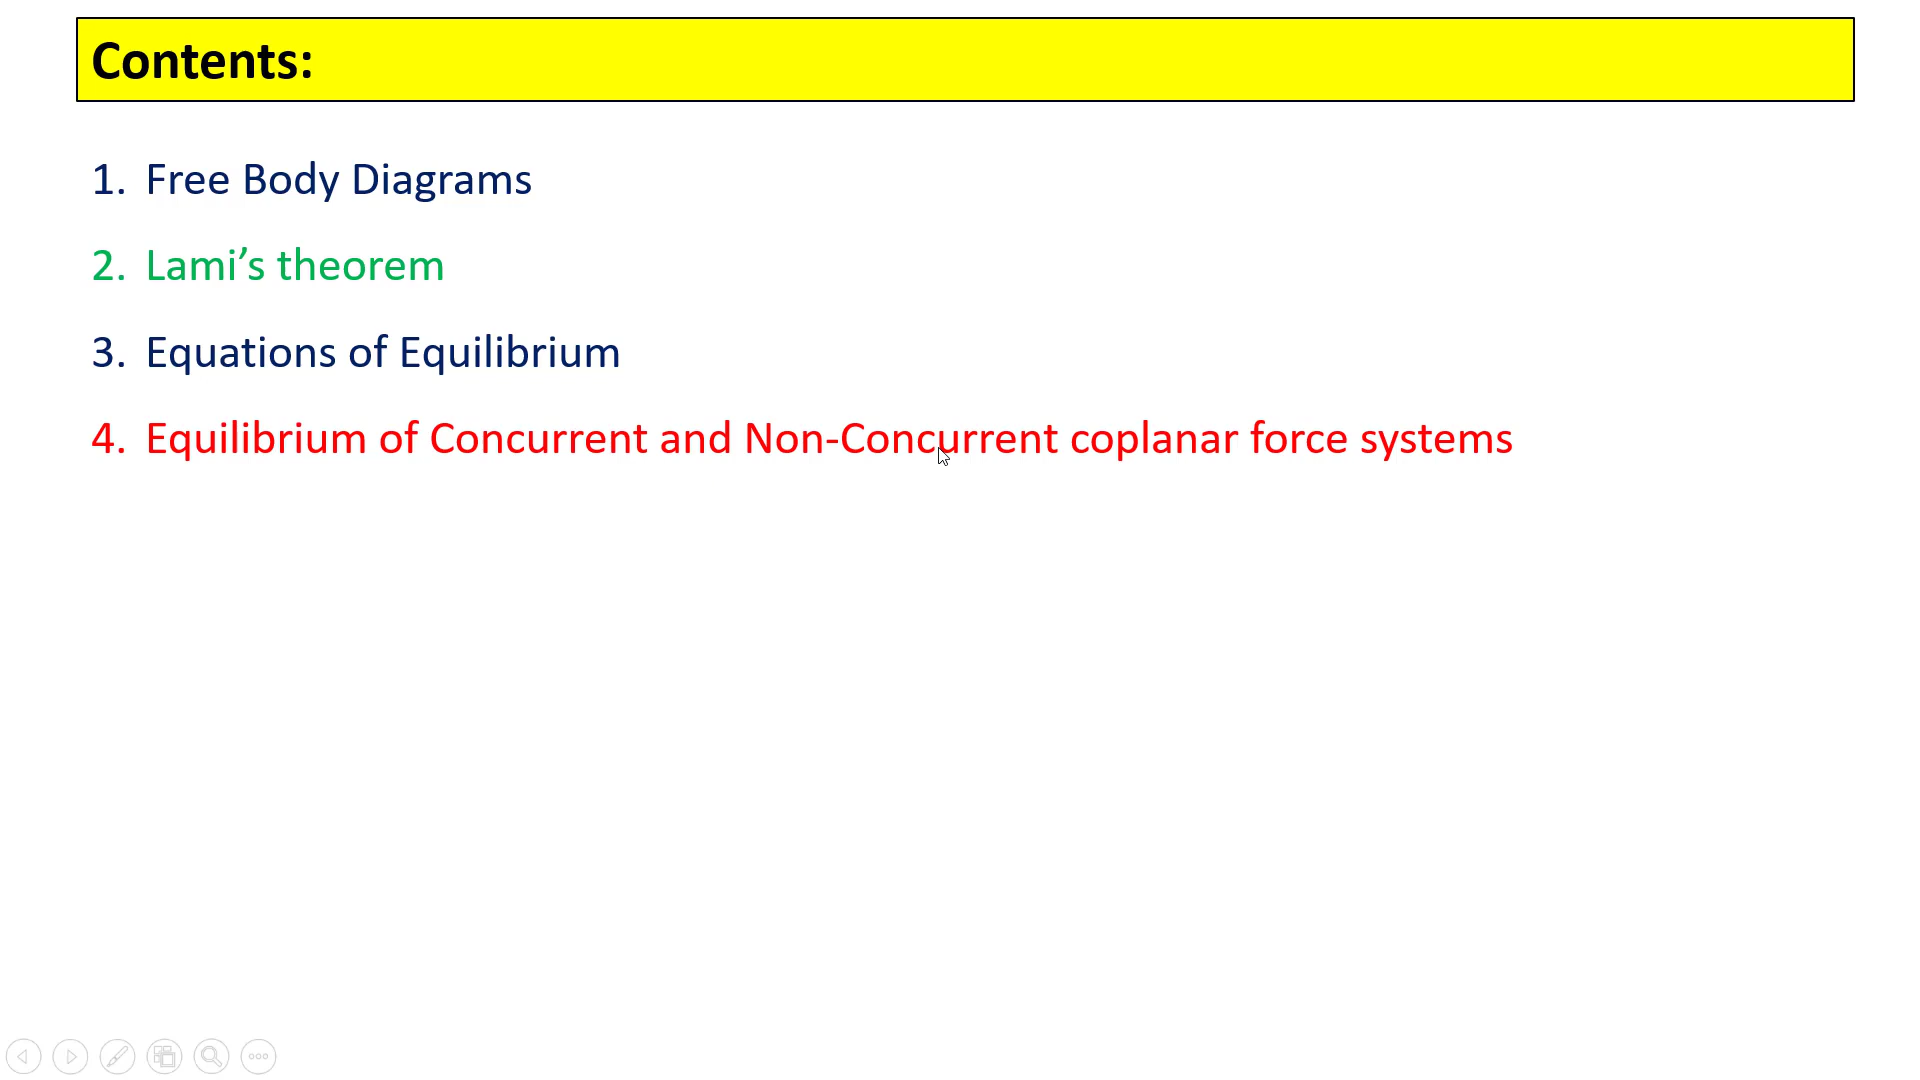 Contents:
1. Free Body Diagrams
2. Lami’s theorem
3. Equations of Equilibrium
4. Equilibrium of Concurrent and Non-Concurrent coplanar force systems